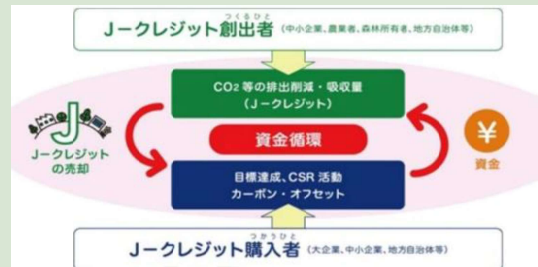 つくるひと
J-クレジット創出者（中小企業、農業者、森林所有者、地方自治体等）
CO2 等の排出削減・吸収量
（J-クレジット）
J
J-クレジット
の売却
資金循環
¥
資金
目標達成、CSR 活動
カーボン・オフセット
つかうひと
J-クレジット購入者（大企業、中小企業、地方自治体等）